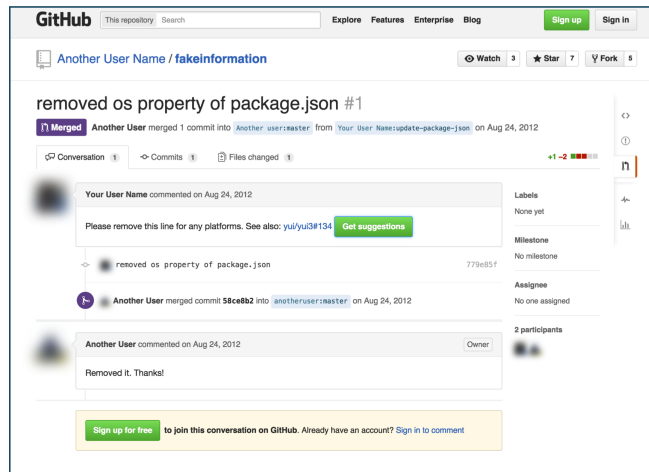 GitHub This repository Search Explore Features Enterprise Blog Sign up Sign in
Another User Name / fakeinformation Watch 3 Star 7 Fork 5
removed os property of package.json #1
Merged Another User merged 1 commit into Another user:master from Your User Name:update-package-json on Aug 24, 2012
Conversation 1 Commits 1 Files changed 1 +1 −2
Your User Name commented on Aug 24, 2012
Please remove this line for any platforms. See also: yui/yui3#134 Get suggestions
removed os property of package.json 779e85f
Another User merged commit 58ce8b2 into anotheruser:master on Aug 24, 2012
Another User commented on Aug 24, 2012 Owner
Removed it. Thanks!
Labels
None yet
Milestone
No milestone
Assignee
No one assigned
2 participants
Sign up for free to join this conversation on GitHub. Already have an account? Sign in to comment